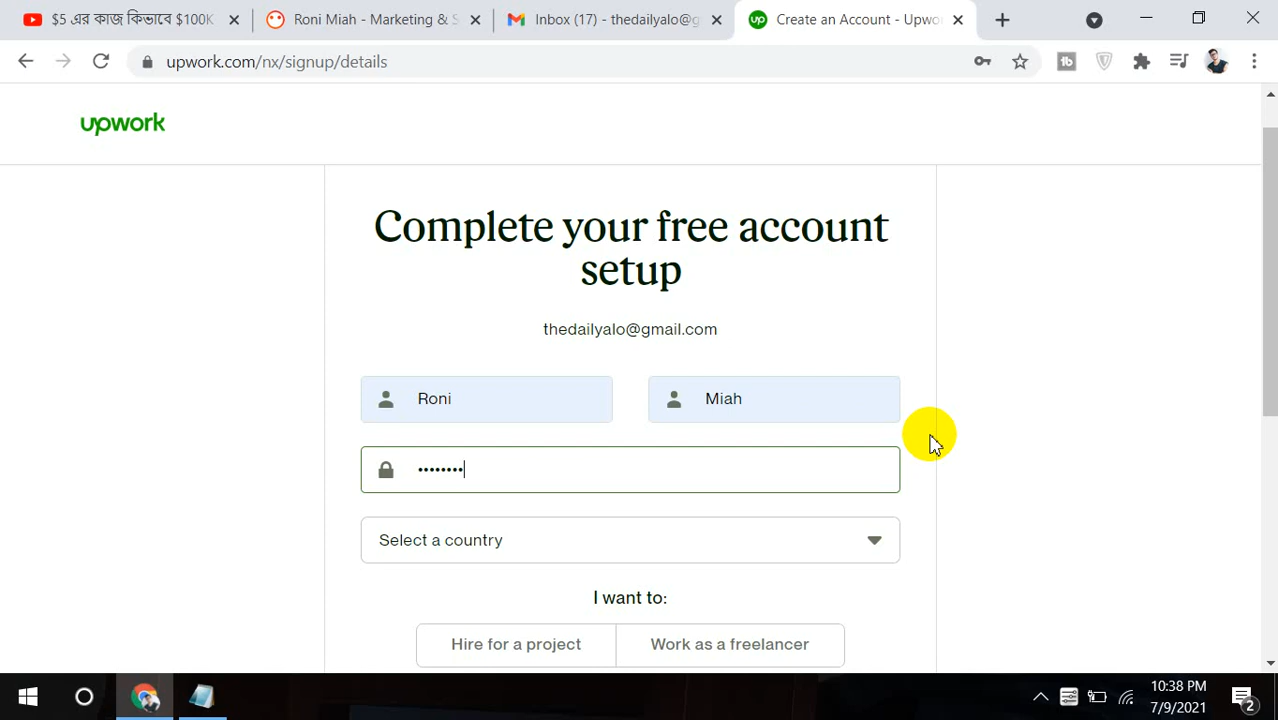 $5 এর কাজ কিভাবে $100K
Roni Miah - Marketing & S
Inbox (17) - thedailyalo@g
Create an Account - Upwo
upwork.com/nx/signup/details
upwork
Complete your free account
setup
thedailyalo@gmail.com
Roni
Miah
••••••••
Select a country
I want to:
Hire for a project
Work as a freelancer
10:38 PM
7/9/2021
2